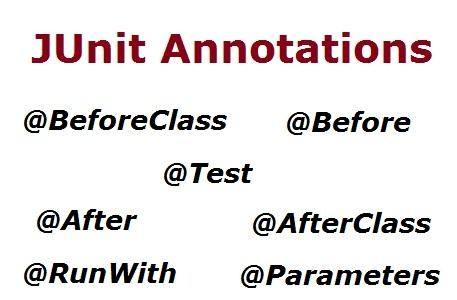 JUnit Annotations
@BeforeClass @Before
@Test
@After @AfterClass
@RunWith @Parameters